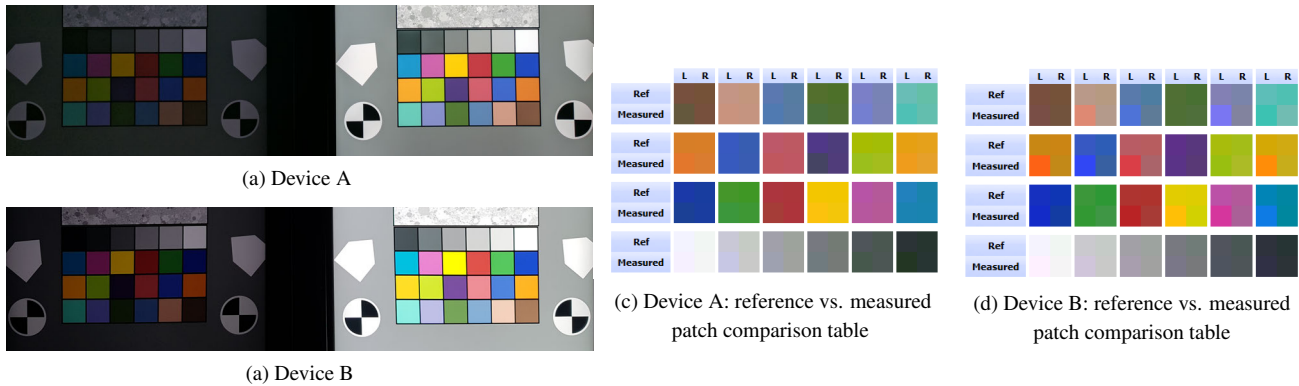 (a) Device A
(a) Device B
L R L R L R L R L R L R
Ref
Measured
Ref
Measured
Ref
Measured
Ref
Measured
(c) Device A: reference vs. measured
patch comparison table
L R L R L R L R L R L R
Ref
Measured
Ref
Measured
Ref
Measured
Ref
Measured
(d) Device B: reference vs. measured
patch comparison table